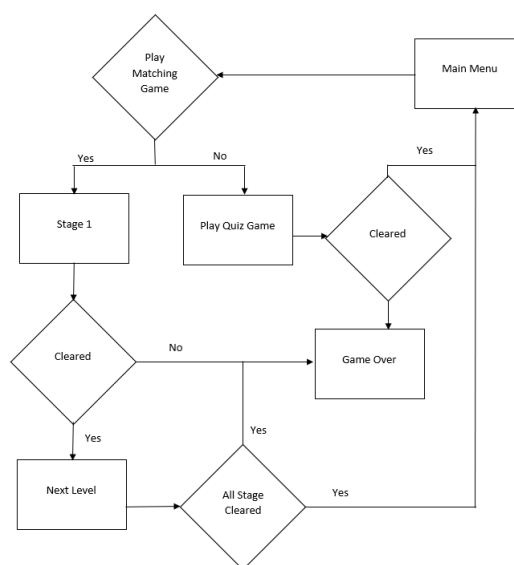 Play
Matching
Game
Main Menu
Yes
No
Yes
Stage 1
Play Quiz Game
Cleared
Cleared
No
Game Over
Yes
Yes
Next Level
All Stage
Cleared
Yes